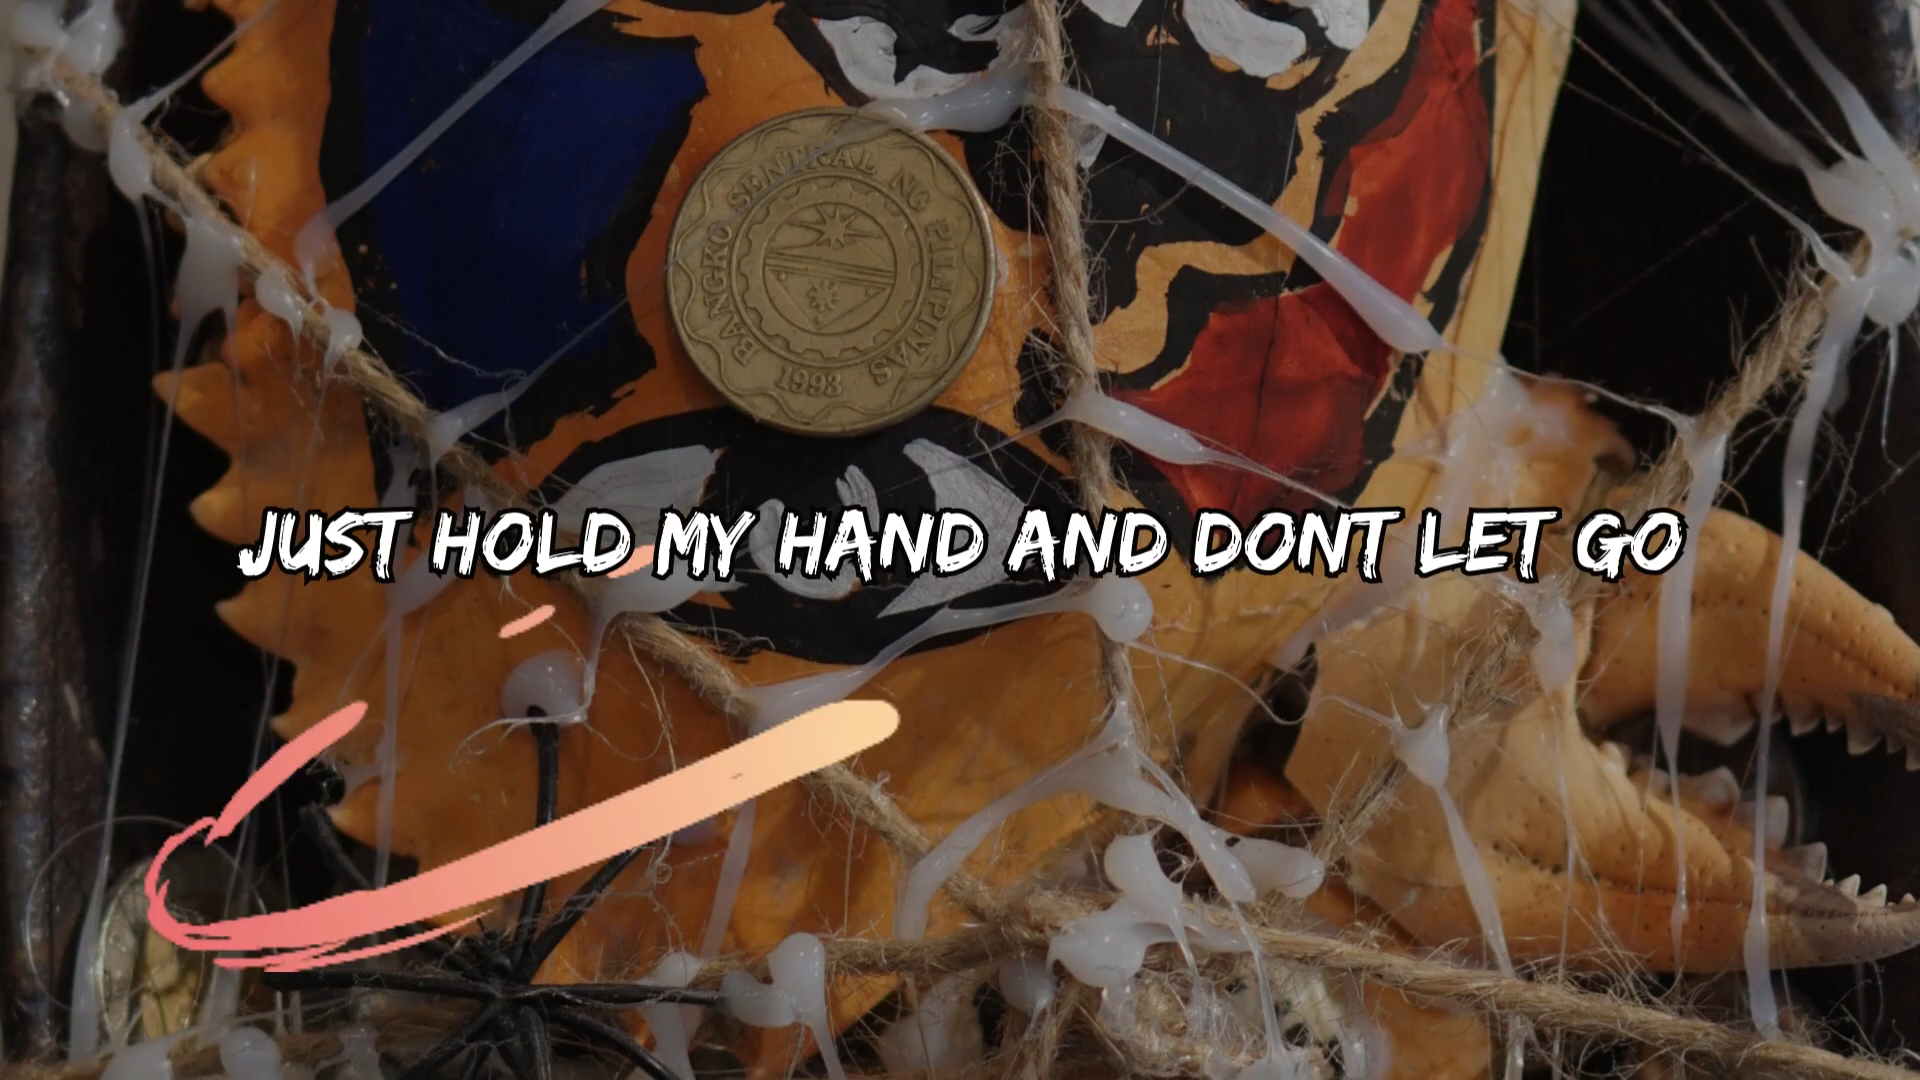 BANGKO SENTRAL NG PILIPINAS
1993
JUST HOLD MY HAND AND DONT LET GO